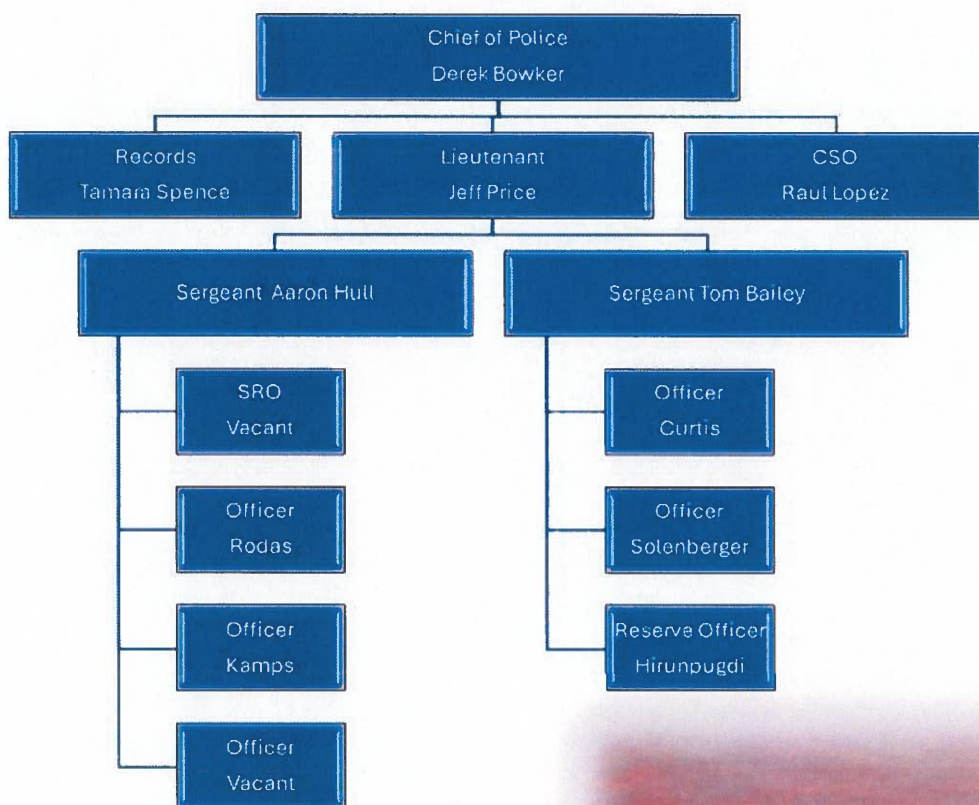 Chief of Police
Derek Bowker
Records
Tamara Spence
Lieutenant
Jeff Price
CSO
Raul Lopez
Sergeant Aaron Hull
Sergeant Tom Bailey
SRO
Vacant
Officer
Curtis
Officer
Rodas
Officer
Solenberger
Officer
Kamps
Reserve Officer
Hirunpugdi
Officer
Vacant